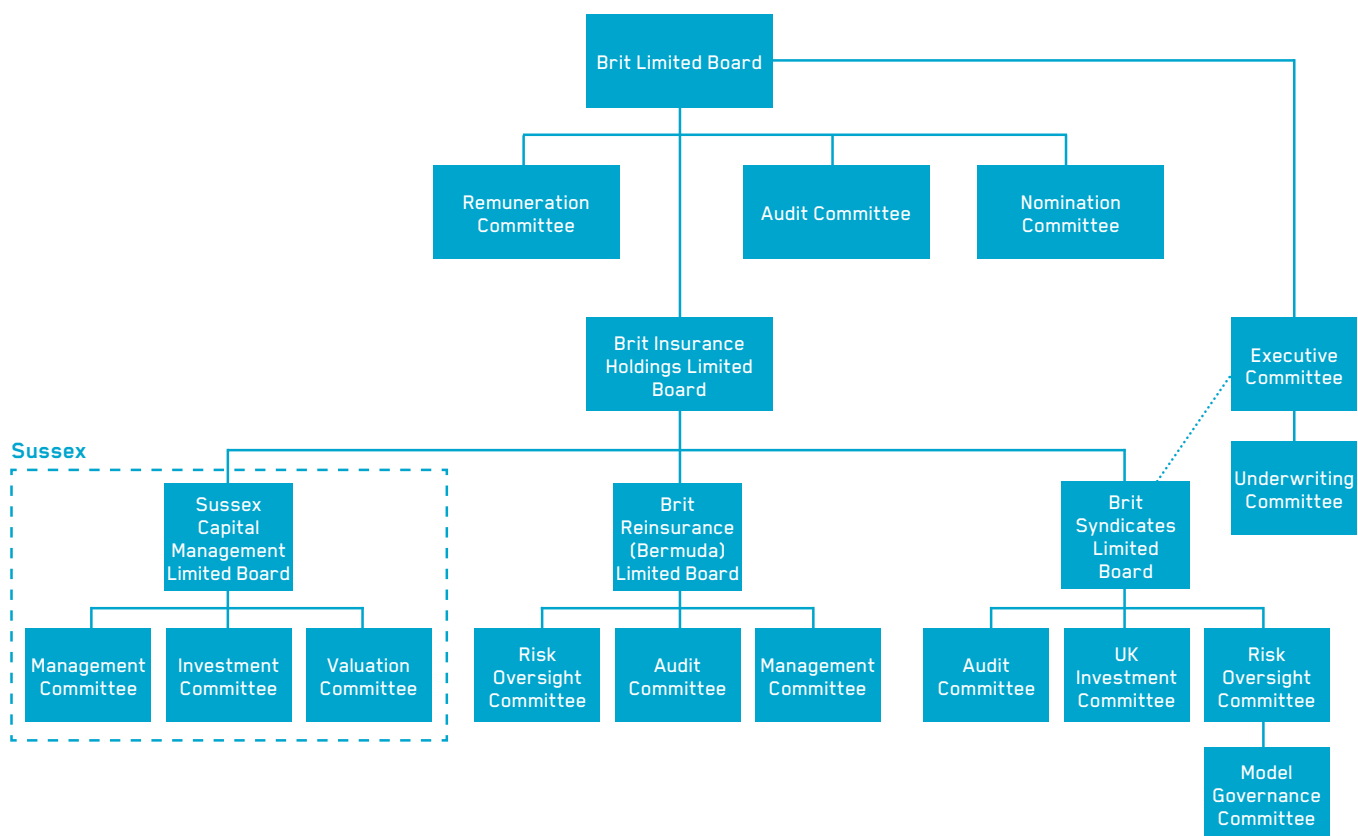 Brit Limited Board
Remuneration
Committee
Audit Committee
Nomination
Committee
Brit Insurance
Holdings Limited
Board
Executive
Committee
Underwriting
Committee
Sussex
Sussex
Capital
Management
Limited Board
Brit
Reinsurance
(Bermuda)
Limited Board
Brit
Syndicates
Limited
Board
Management
Committee
Investment
Committee
Valuation
Committee
Risk
Oversight
Committee
Audit
Committee
Management
Committee
Audit
Committee
UK
Investment
Committee
Risk
Oversight
Committee
Model
Governance
Committee